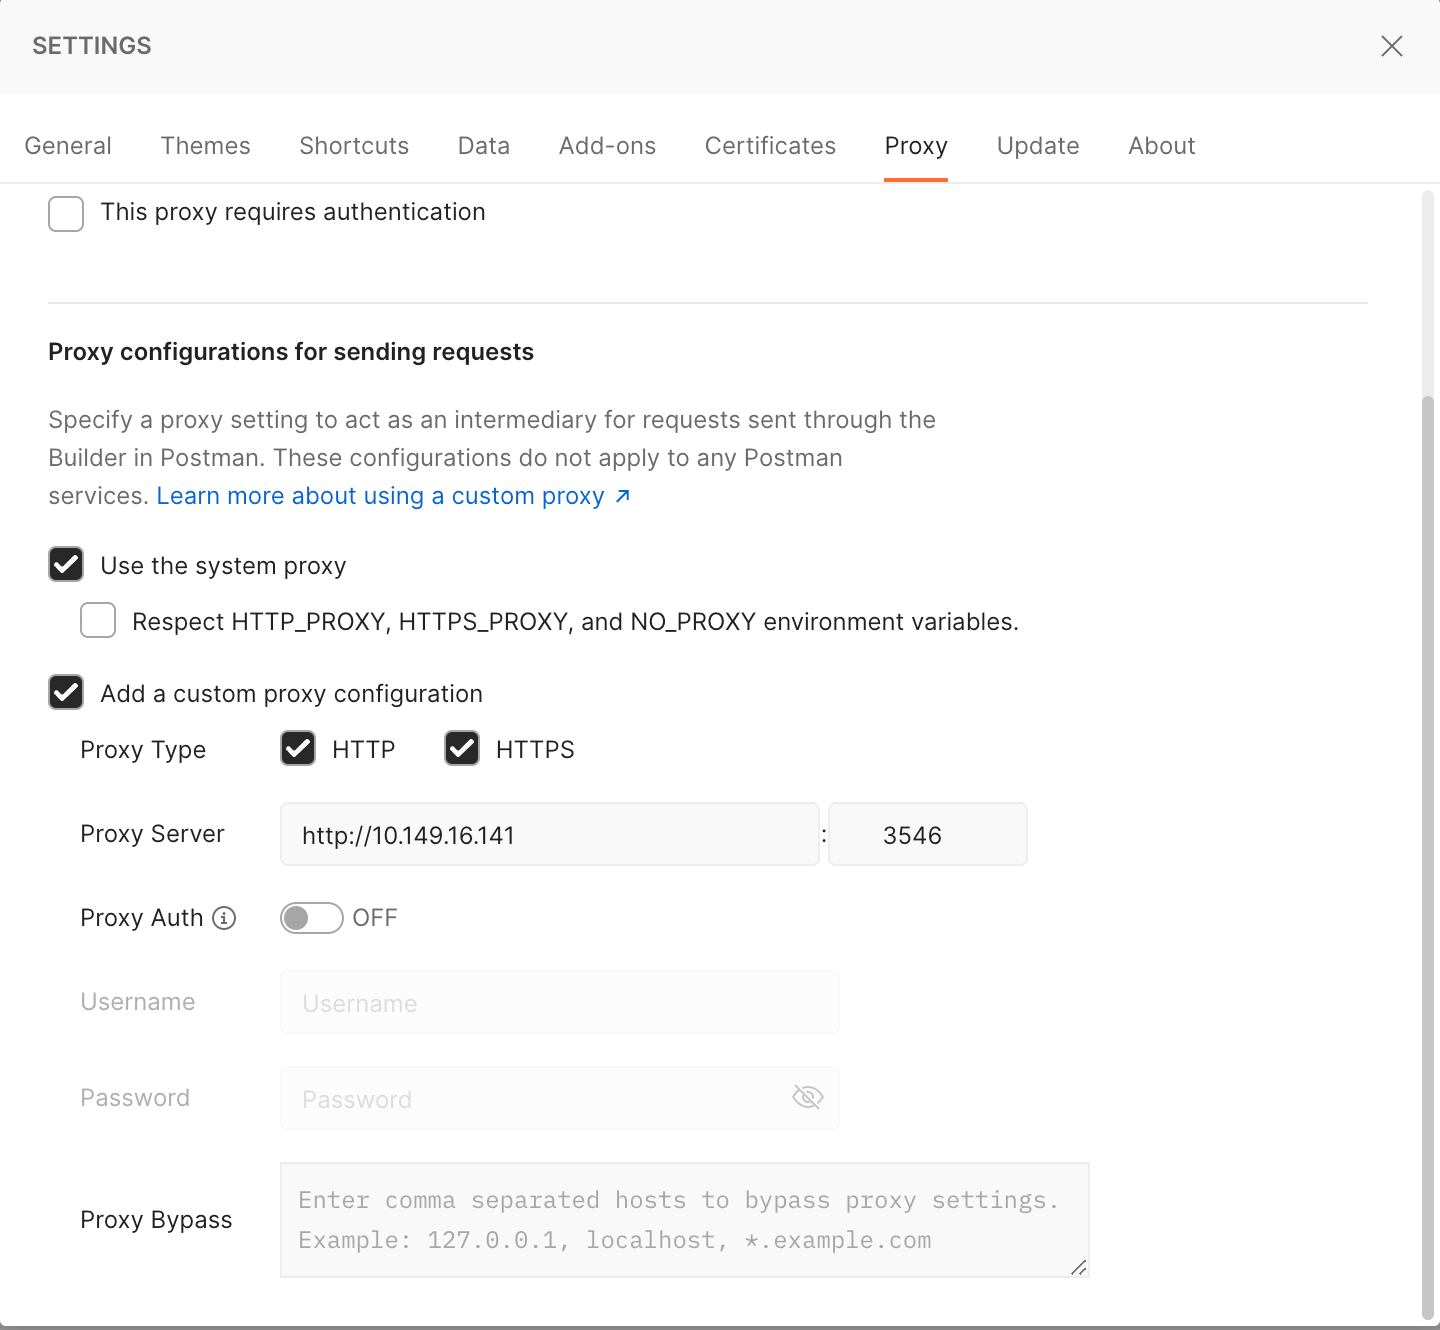 SETTINGS
General Themes Shortcuts Data Add-ons Certificates Proxy Update About
This proxy requires authentication
Proxy configurations for sending requests
Specify a proxy setting to act as an intermediary for requests sent through the
Builder in Postman. These configurations do not apply to any Postman
services. Learn more about using a custom proxy ↗
Use the system proxy
Respect HTTP_PROXY, HTTPS_PROXY, and NO_PROXY environment variables.
Add a custom proxy configuration
Proxy Type HTTP HTTPS
Proxy Server http://10.149.16.141 : 3546
Proxy Auth OFF
Username Username
Password Password
Enter comma separated hosts to bypass proxy settings.
Proxy Bypass
Example: 127.0.0.1, localhost, *.example.com